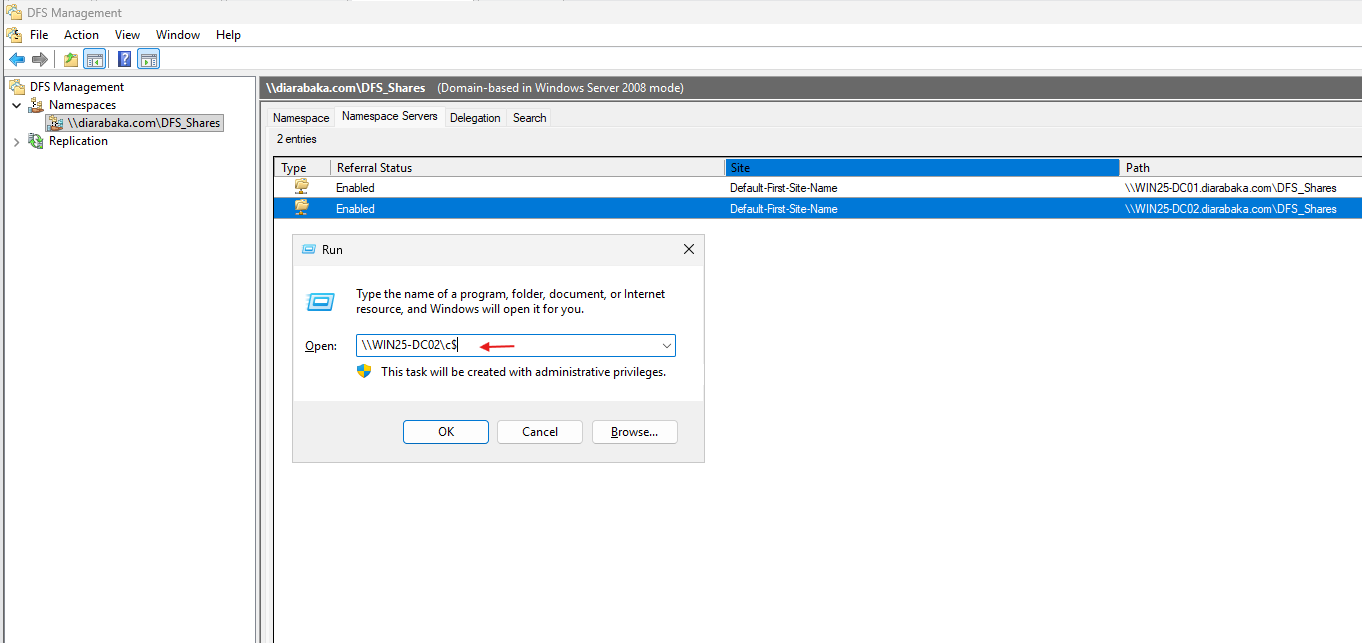 DFS Management
File Action View Window Help
DFS Management
Namespaces
\\diarabaka.com\DFS_Shares
Replication
\\diarabaka.com\DFS_Shares (Domain-based in Windows Server 2008 mode)
Namespace Namespace Servers Delegation Search
2 entries
Type Referral Status Site Path
Enabled Default-First-Site-Name \\WIN25-DC01.diarabaka.com\DFS_Shares
Enabled Default-First-Site-Name \\WIN25-DC02.diarabaka.com\DFS_Shares
Run
Type the name of a program, folder, document, or Internet
resource, and Windows will open it for you.
Open: \\WIN25-DC02\c$
This task will be created with administrative privileges.
OK Cancel Browse...